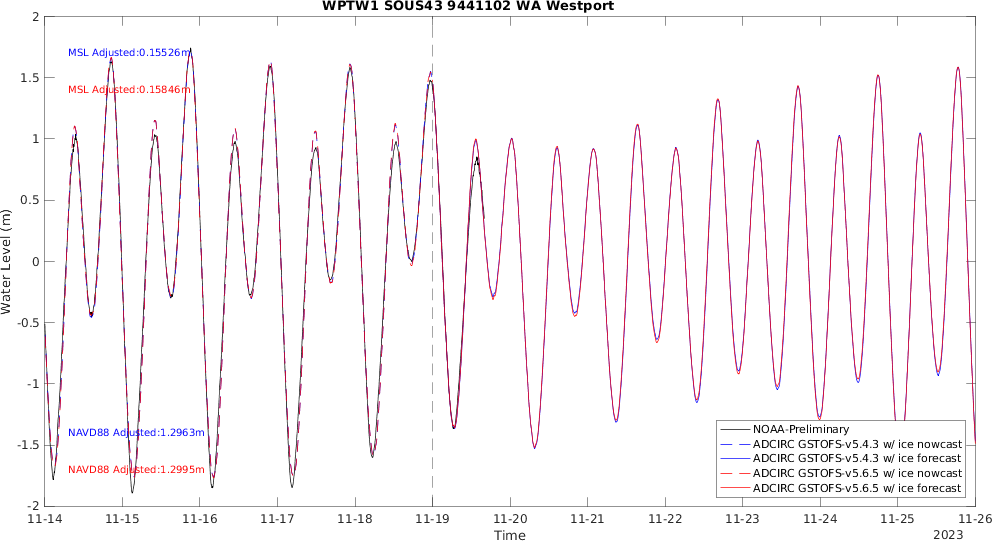 WPTW1 SOUS43 9441102 WA Westport
2
1.5
1
0.5
0
-0.5
-1
-1.5
-2
Water Level (m)
MSL Adjusted:0.15526m
MSL Adjusted:0.15846m
NAVD88 Adjusted:1.2963m
NAVD88 Adjusted:1.2995m
NOAA-Preliminary
ADCIRC GSTOFS-v5.4.3 w/ ice nowcast
ADCIRC GSTOFS-v5.4.3 w/ ice forecast
ADCIRC GSTOFS-v5.6.5 w/ ice nowcast
ADCIRC GSTOFS-v5.6.5 w/ ice forecast
11-14 11-15 11-16 11-17 11-18 11-19 11-20 11-21 11-22 11-23 11-24 11-25 11-26
Time
2023